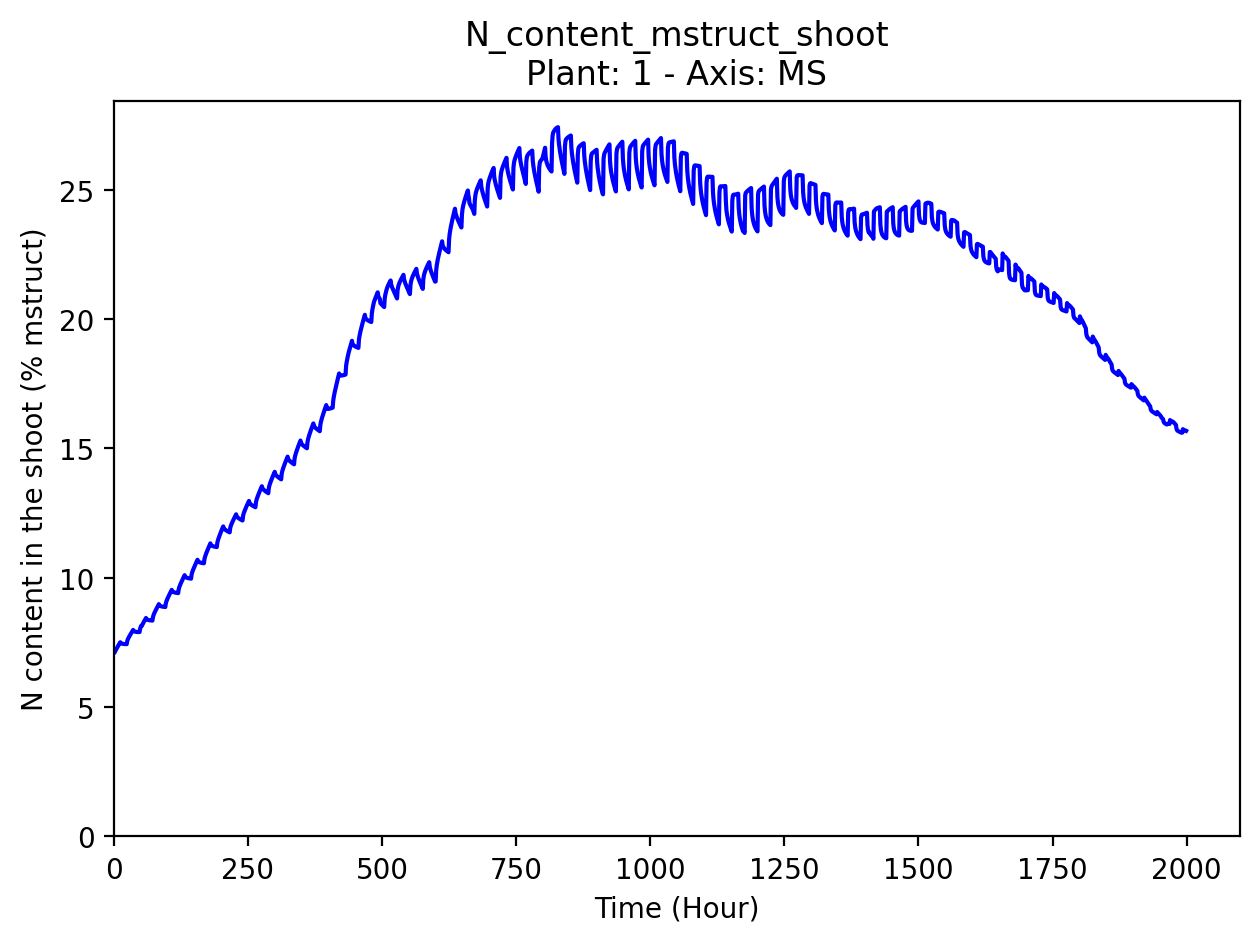 N_content_mstruct_shoot
Plant: 1 - Axis: MS
N content in the shoot (% mstruct)
25
20
15
10
5
0
0 250 500 750 1000 1250 1500 1750 2000
Time (Hour)